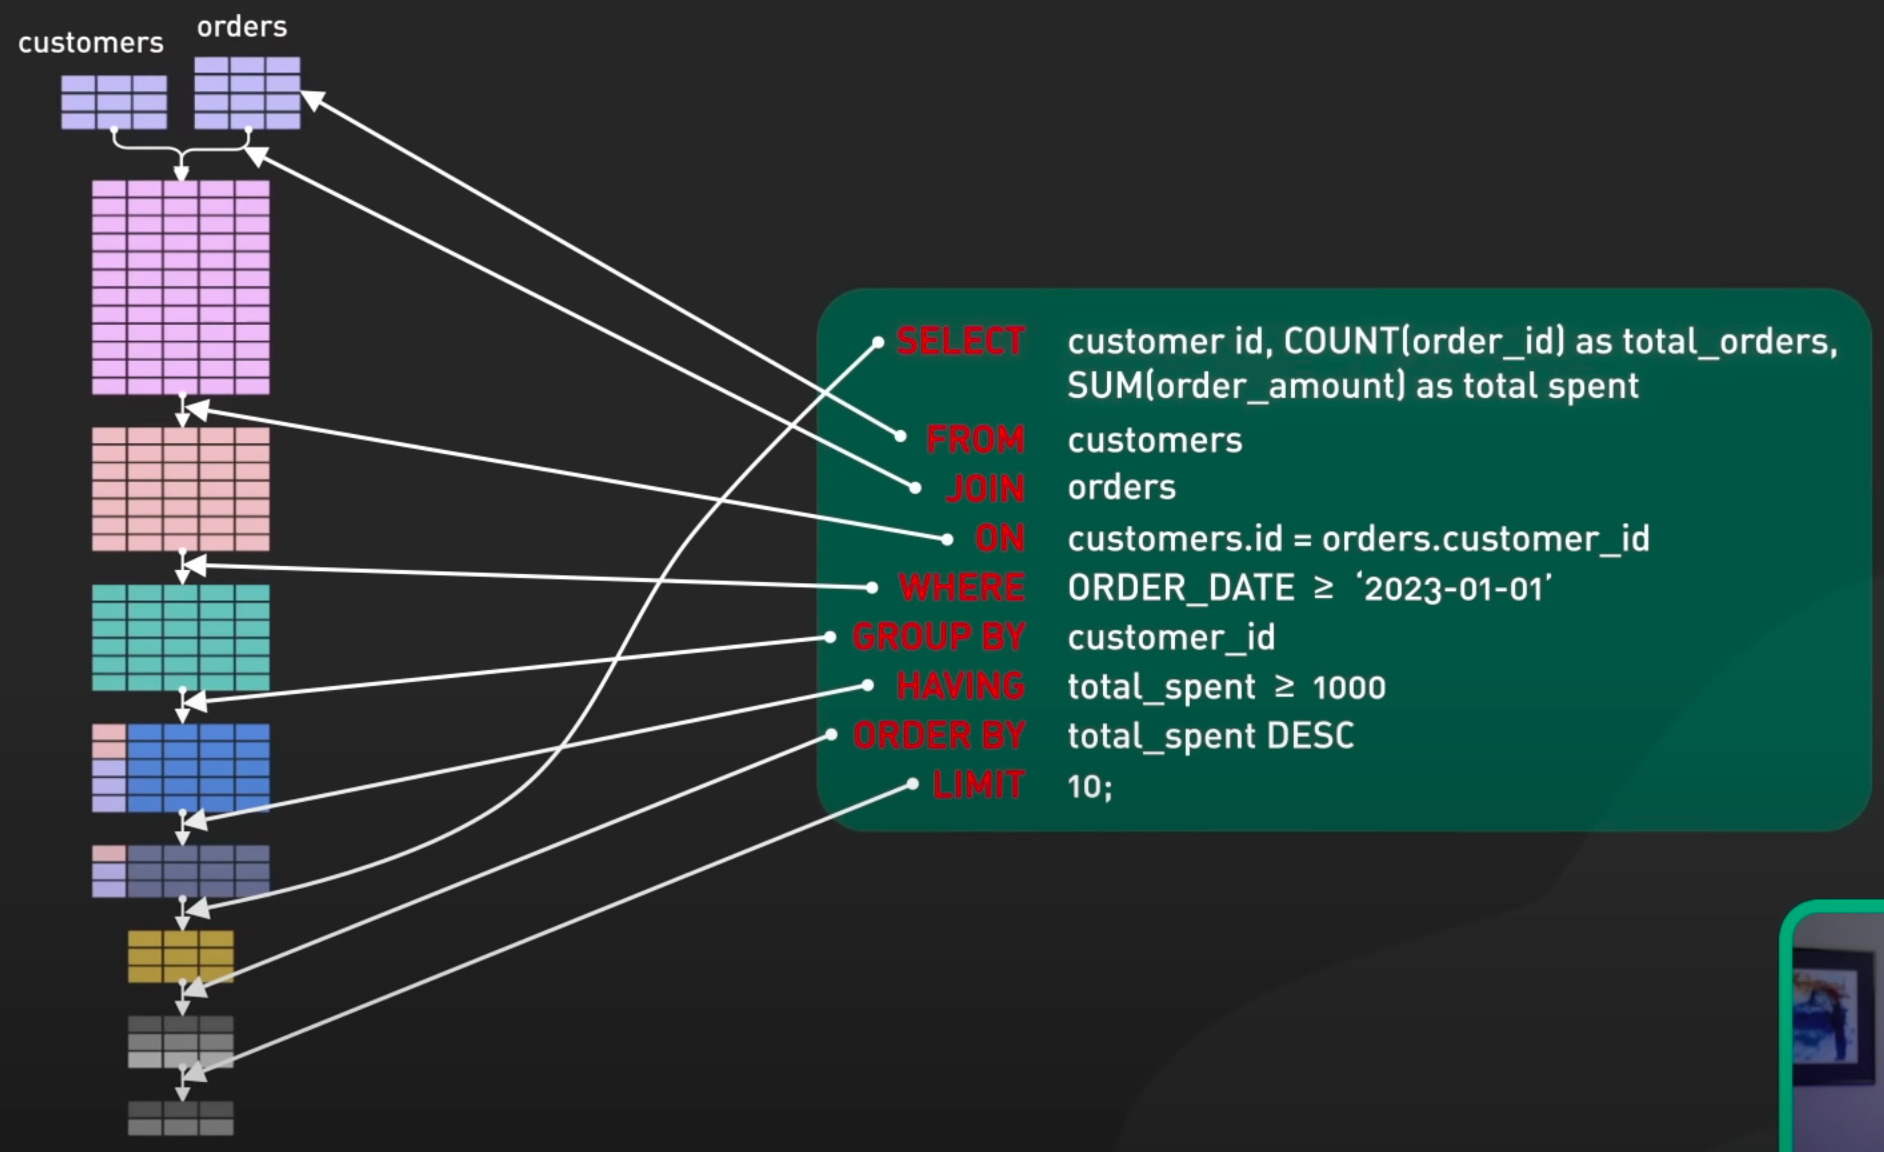 customers
orders
SELECT customer id, COUNT(order_id) as total_orders,
SUM(order_amount) as total spent
FROM customers
JOIN orders
ON customers.id = orders.customer_id
WHERE ORDER_DATE ≥ ‘2023-01-01’
GROUP BY customer_id
HAVING total_spent ≥ 1000
ORDER BY total_spent DESC
LIMIT 10;